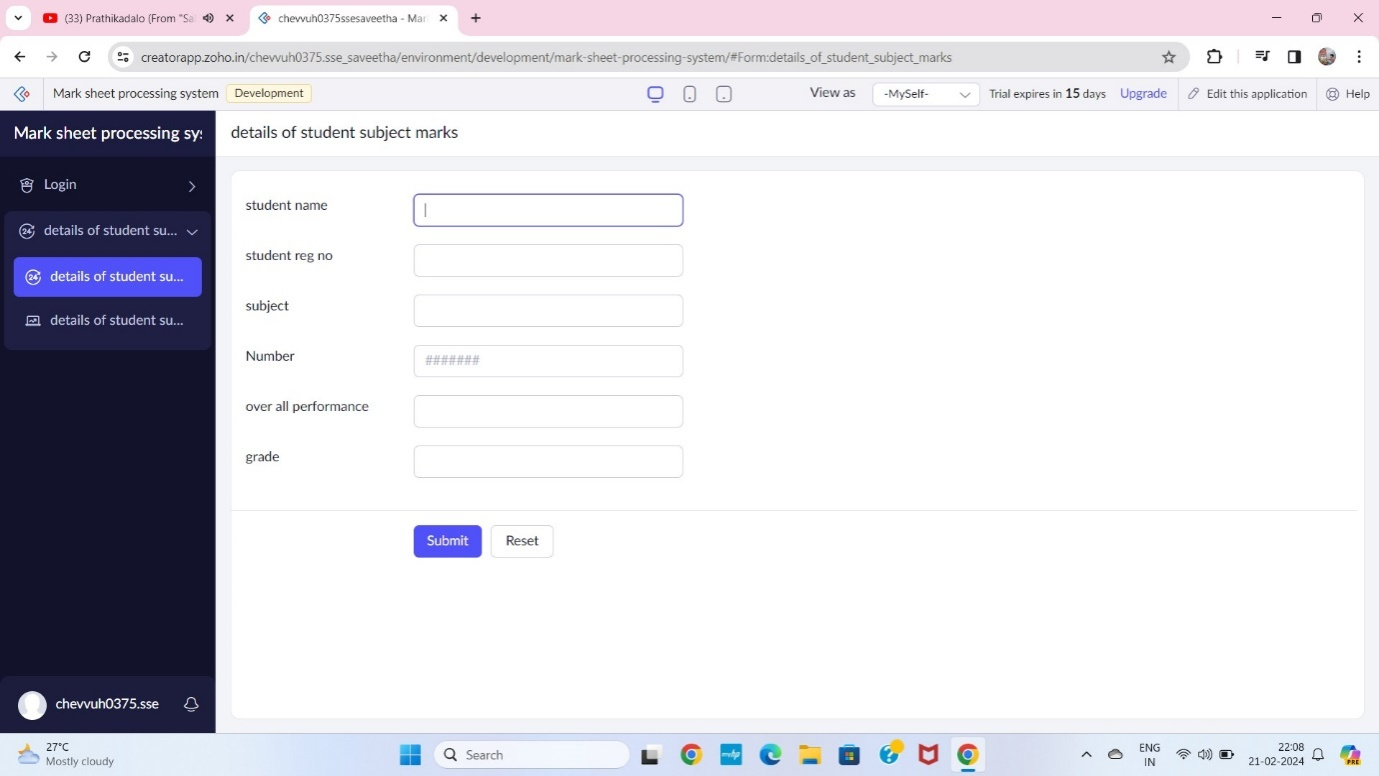 (33) Prathikadalo (From "Sa
chevvuh0375ssesaveetha - Mar
creatorapp.zoho.in/chevvuh0375.sse_saveetha/environment/development/mark-sheet-processing-system/#Form:details_of_student_subject_marks
Mark sheet processing system
Development
View as
-MySelf-
Trial expires in 15 days
Upgrade
Edit this application
Help
Mark sheet processing sys
details of student subject marks
Login
24
details of student su...
24
details of student su...
details of student su...
student name
student reg no
subject
Number
#######
over all performance
grade
Submit
Reset
chevvuh0375.sse
27°C
Mostly cloudy
Search
ENG
IN
22:08
21-02-2024
PRE